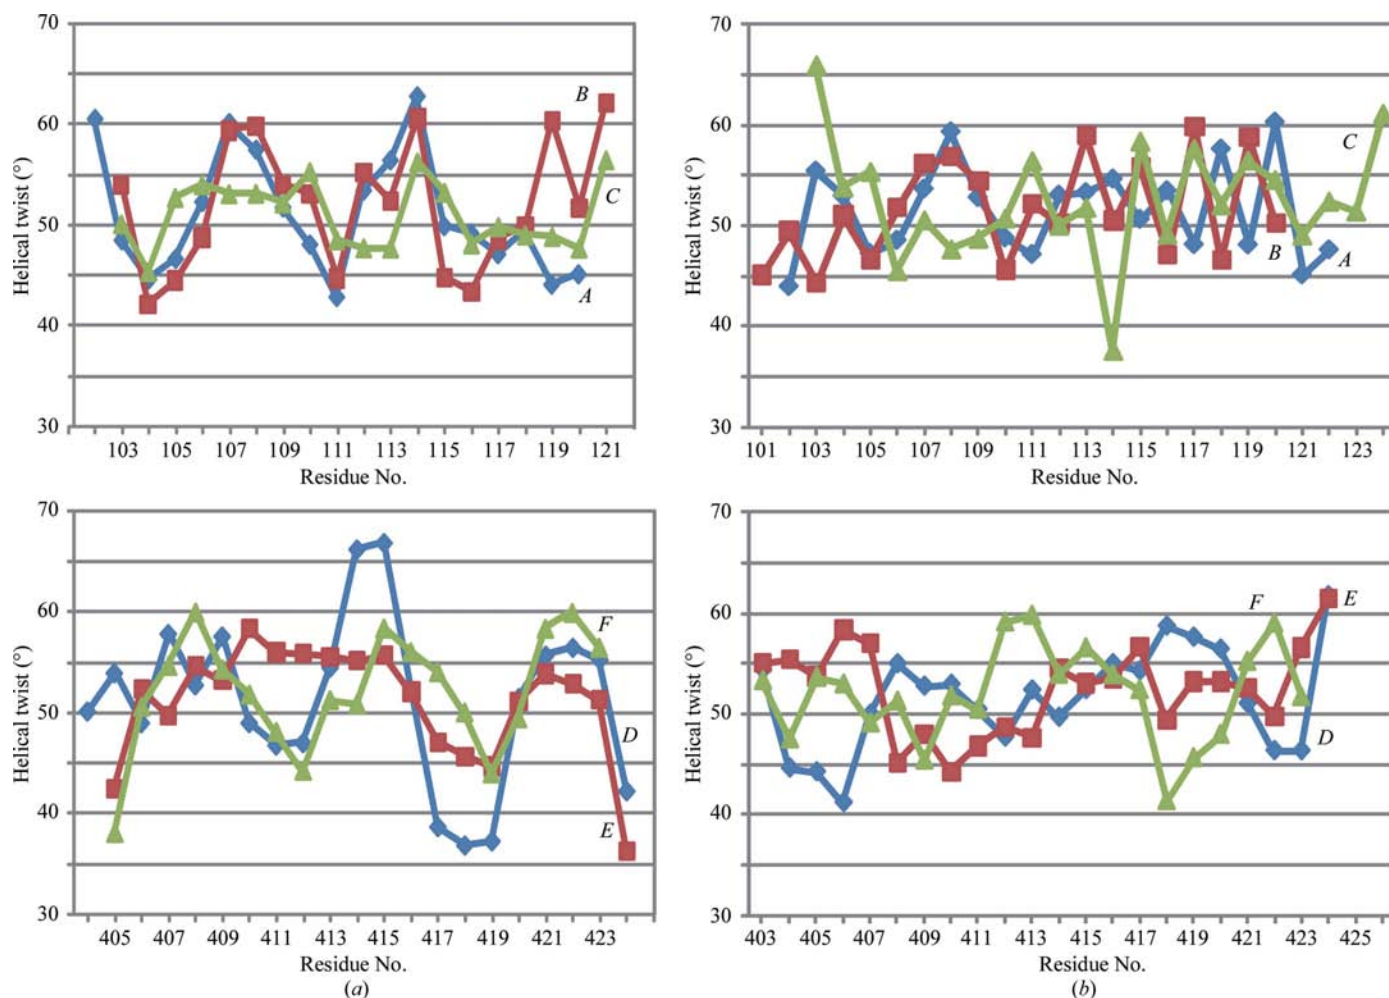 70
60
50
40
30
Helical twist (°)
B
C
A
103 105 107 109 111 113 115 117 119 121
Residue No.
70
60
50
40
30
Helical twist (°)
C
B
A
101 103 105 107 109 111 113 115 117 119 121 123
Residue No.
70
60
50
40
30
Helical twist (°)
F
D
E
405 407 409 411 413 415 417 419 421 423
Residue No.
(a)
70
60
50
40
30
Helical twist (°)
F
E
D
403 405 407 409 411 413 415 417 419 421 423 425
Residue No.
(b)